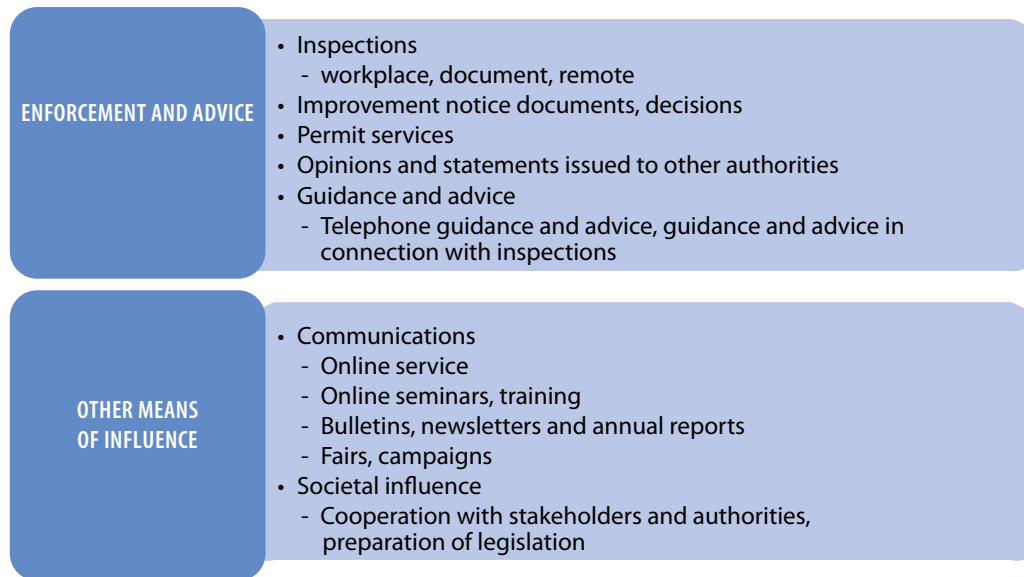 ENFORCEMENT AND ADVICE
• Inspections
- workplace, document, remote
• Improvement notice documents, decisions
• Permit services
• Opinions and statements issued to other authorities
• Guidance and advice
- Telephone guidance and advice, guidance and advice in
connection with inspections
OTHER MEANS
OF INFLUENCE
• Communications
- Online service
- Online seminars, training
- Bulletins, newsletters and annual reports
- Fairs, campaigns
• Societal influence
- Cooperation with stakeholders and authorities,
preparation of legislation